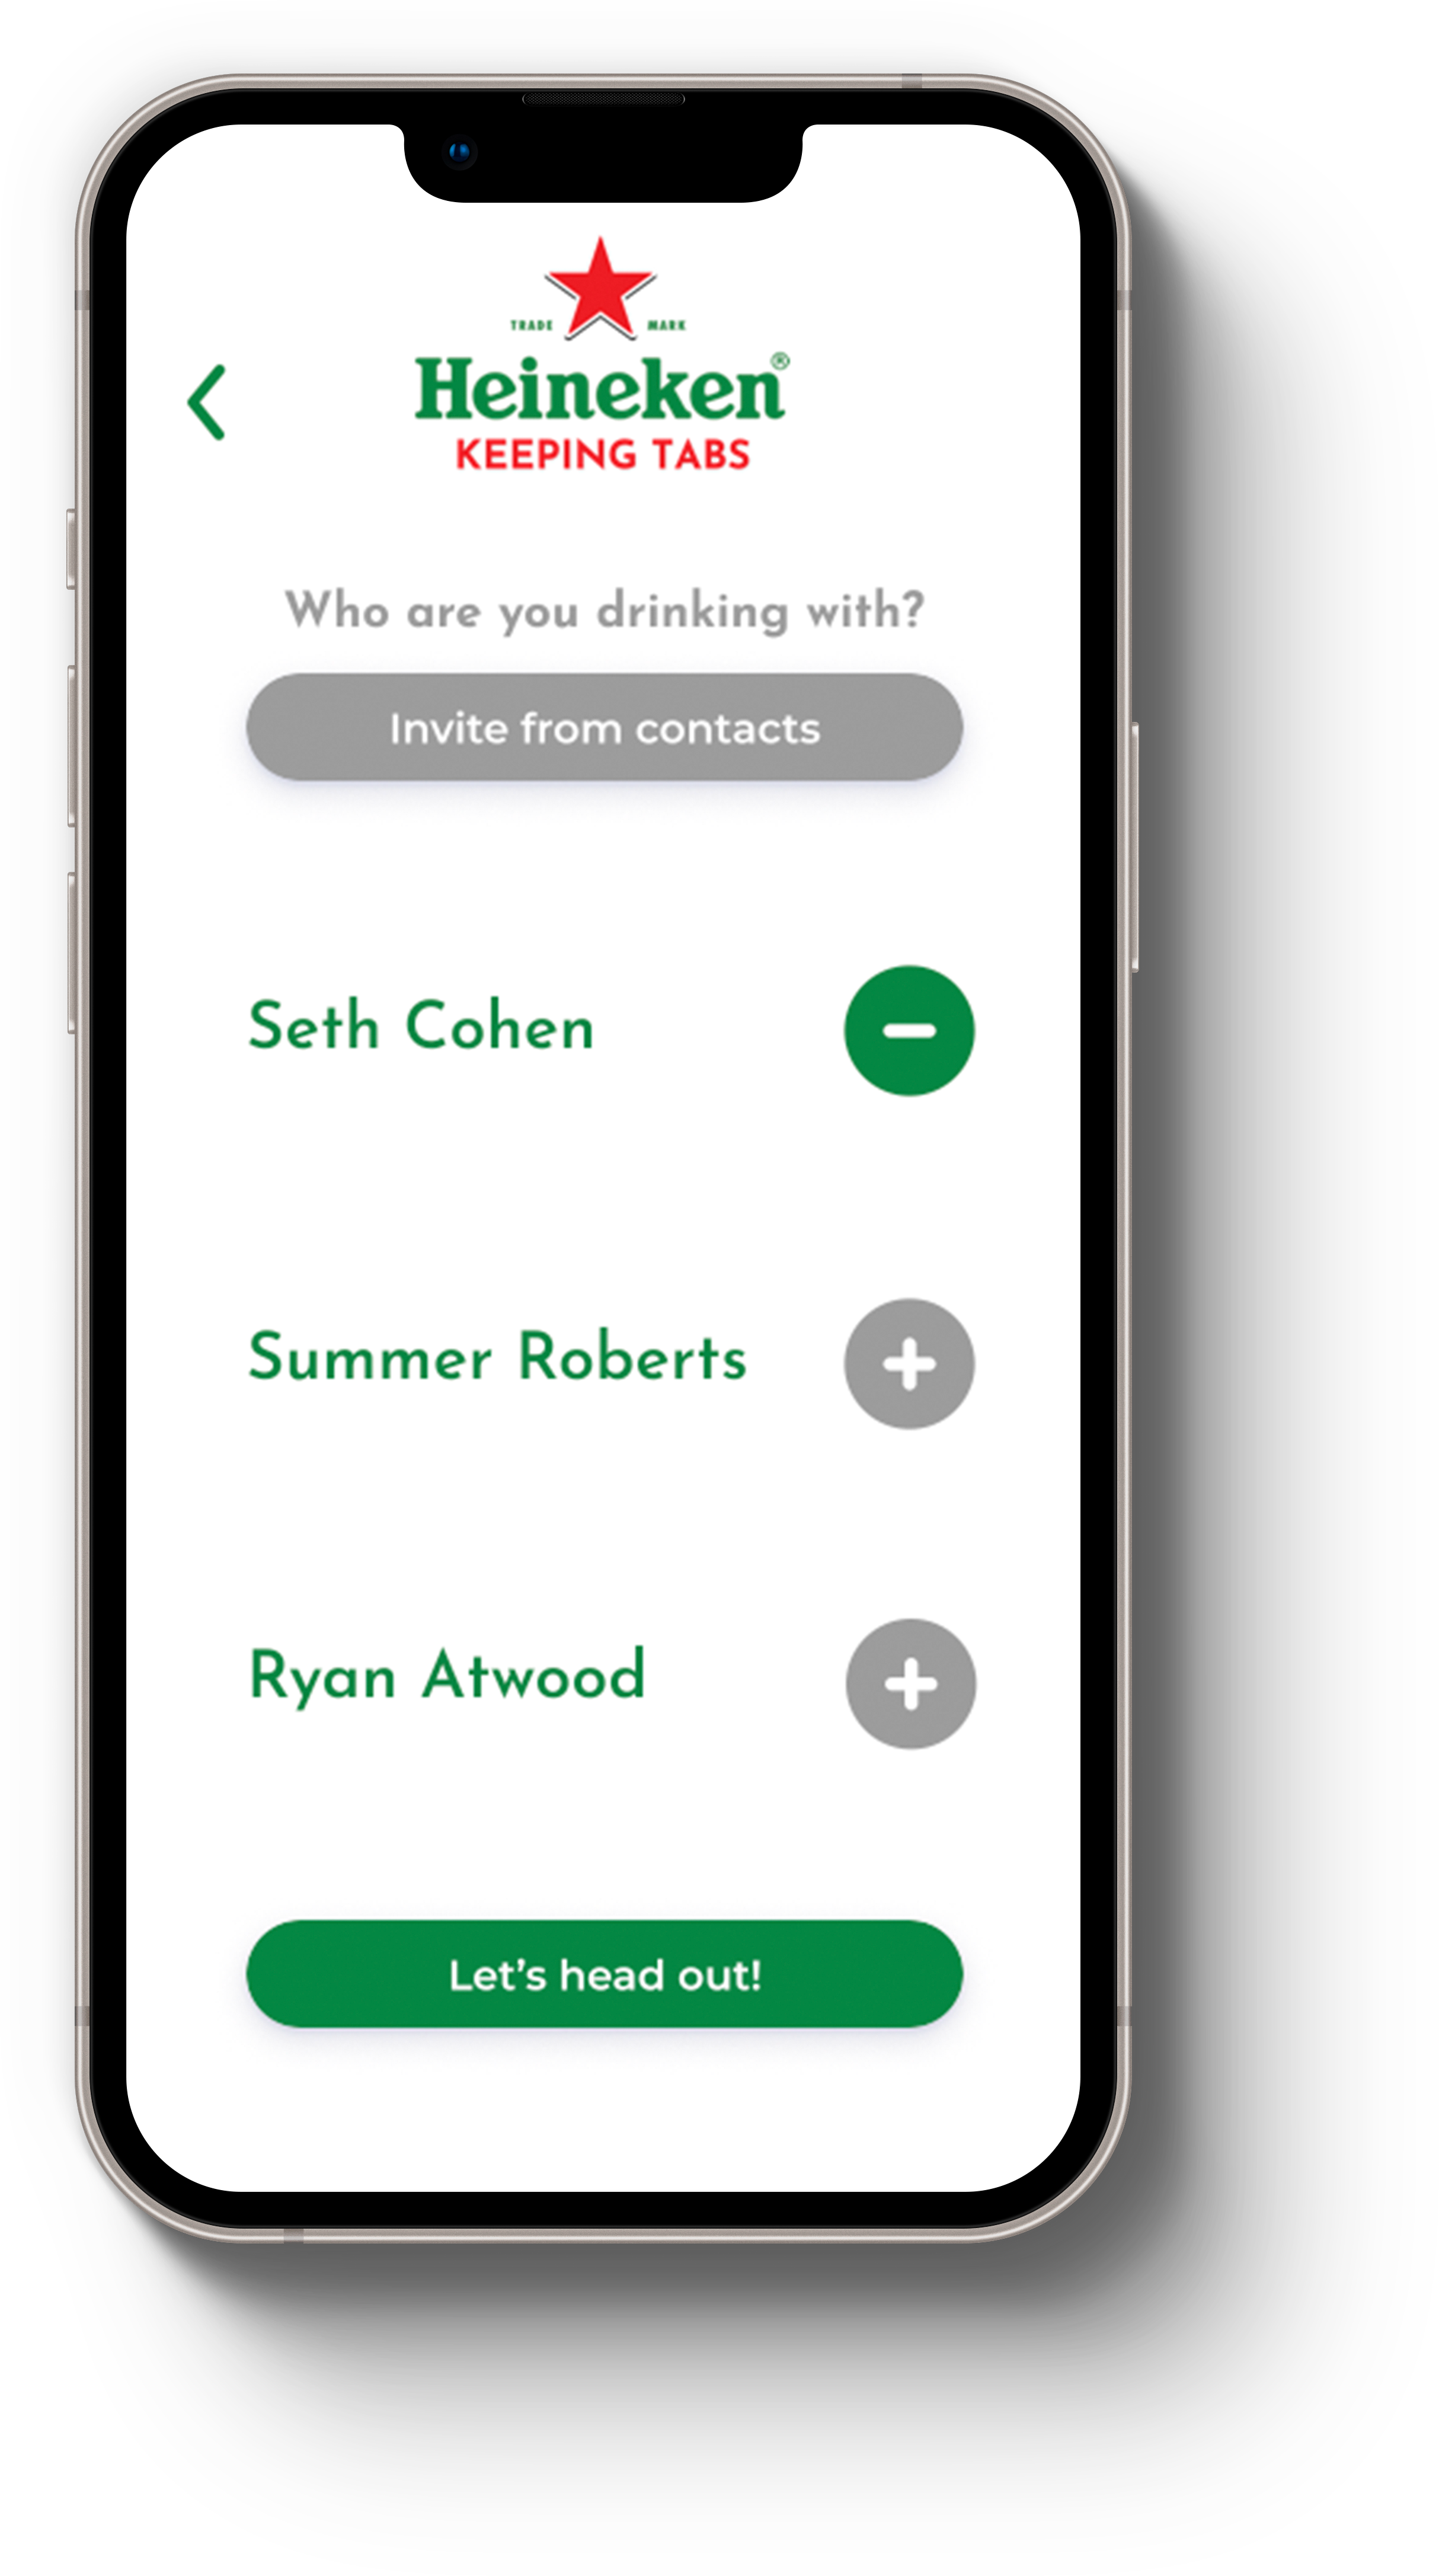 TRADE MARK
Heineken®
KEEPING TABS
Who are you drinking with?
Invite from contacts
Seth Cohen
Summer Roberts
Ryan Atwood
Let’s head out!